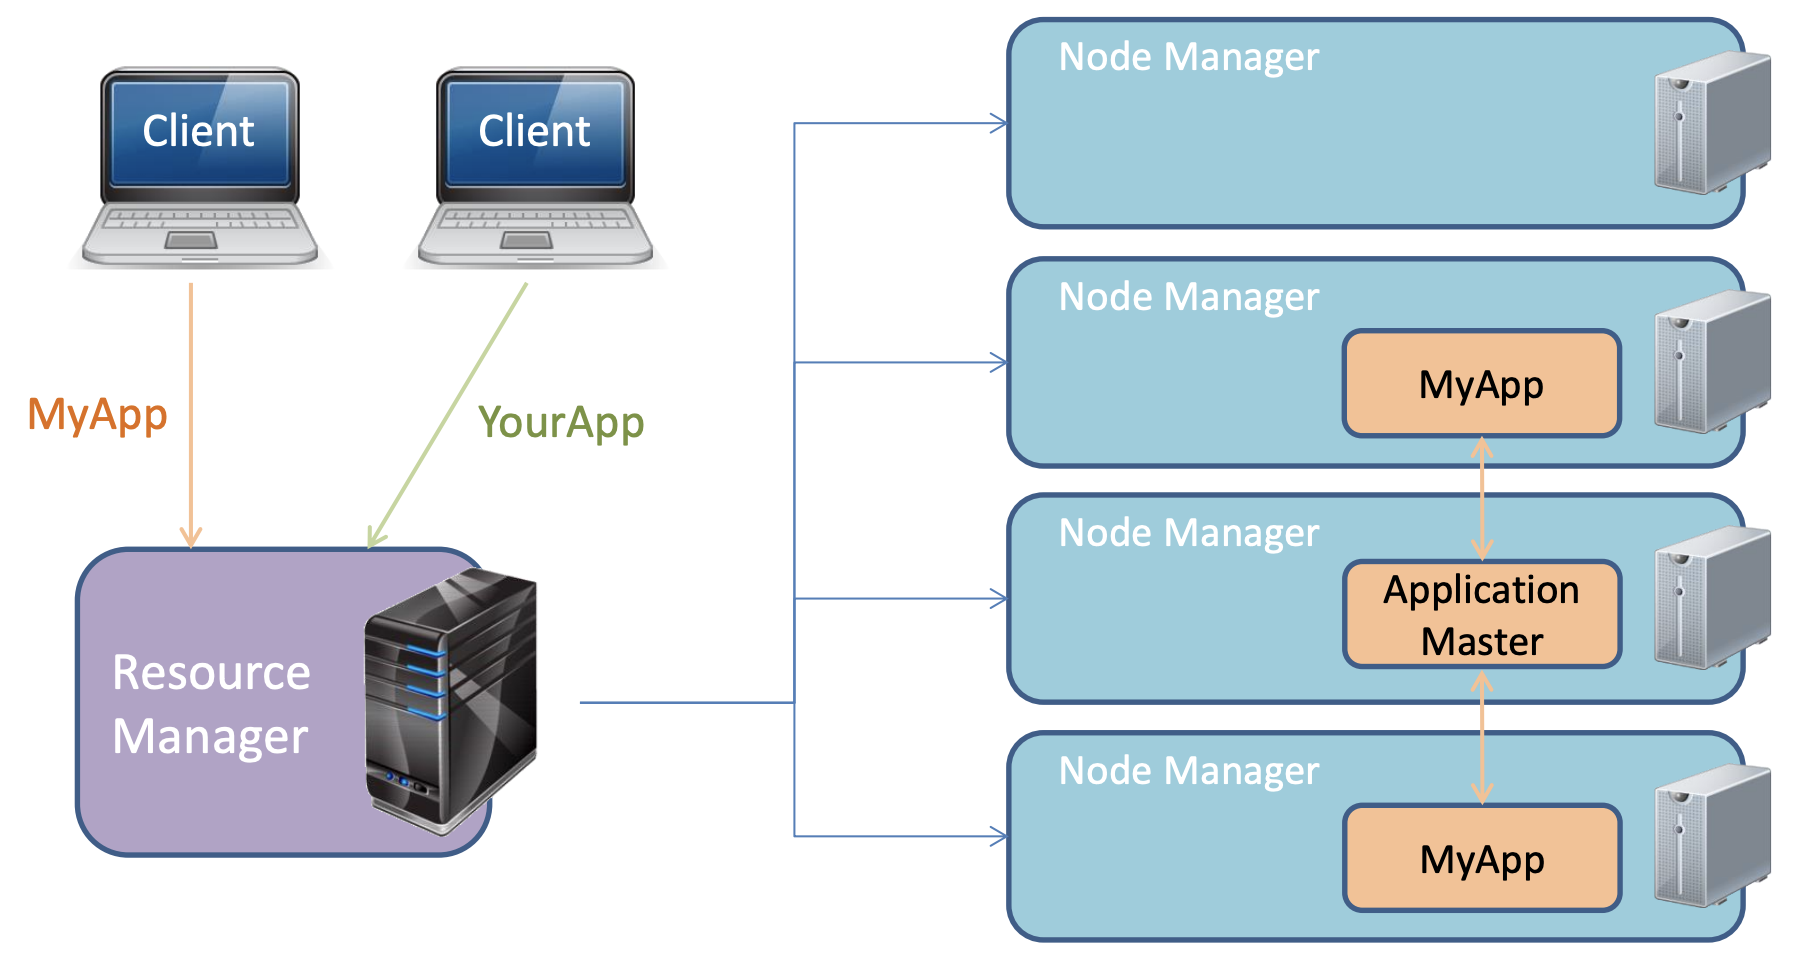 Client
Client
MyApp
YourApp
Resource
Manager
Node Manager
Node Manager
MyApp
Node Manager
Application
Master
Node Manager
MyApp